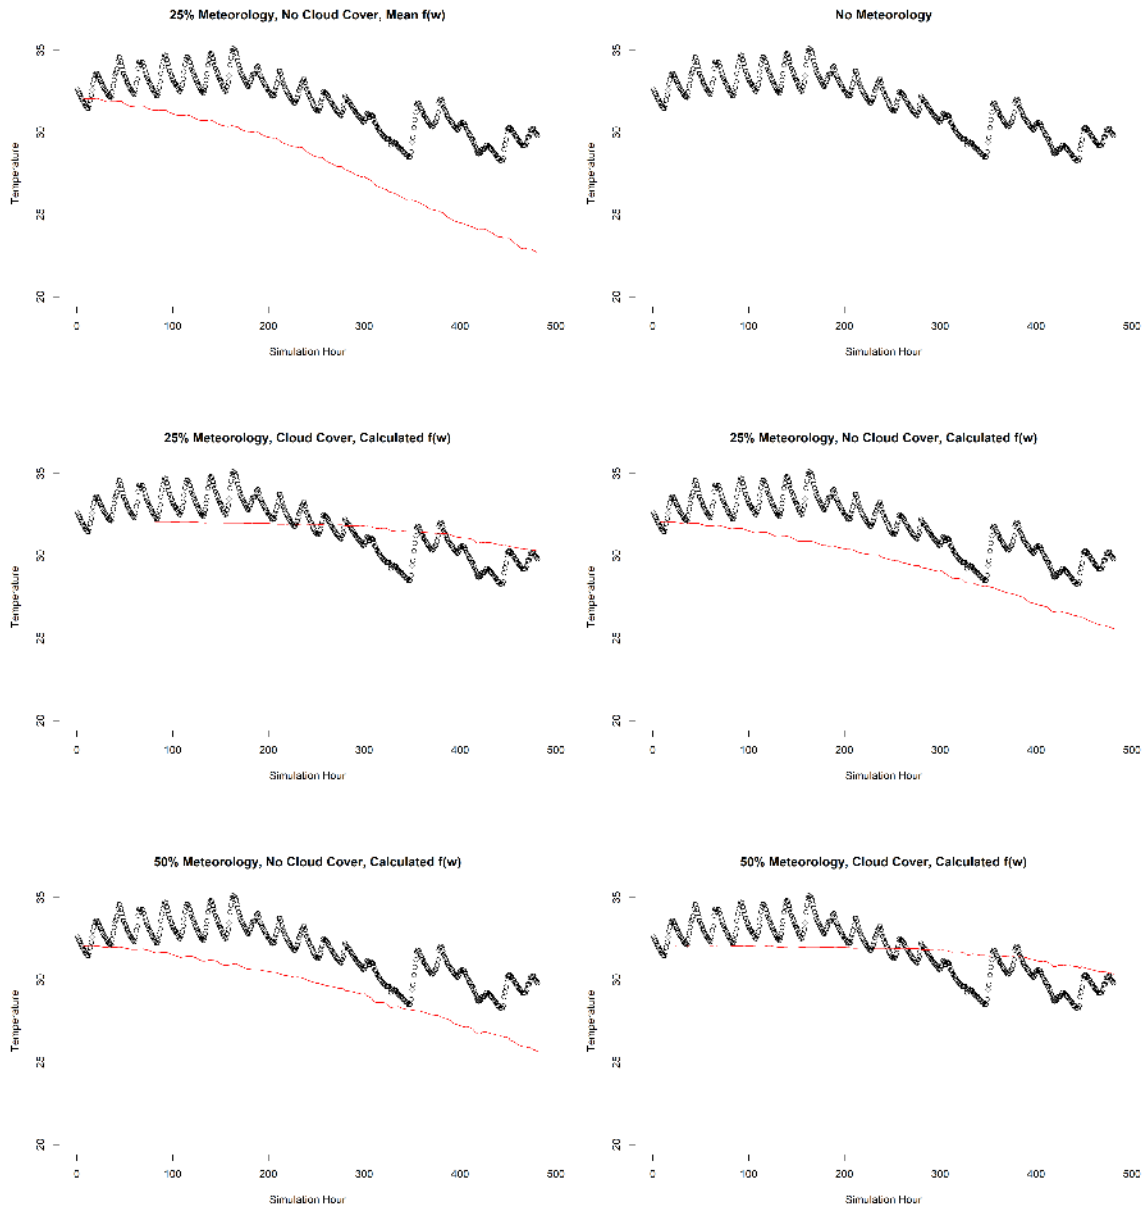 25% Meteorology, No Cloud Cover, Mean f(w)
Temperature
35
30
25
20
0 100 200 300 400 500
Simulation Hour
No Meteorology
Temperature
35
30
25
20
0 100 200 300 400 500
Simulation Hour
25% Meteorology, Cloud Cover, Calculated f(w)
Temperature
35
30
25
20
0 100 200 300 400 500
Simulation Hour
25% Meteorology, No Cloud Cover, Calculated f(w)
Temperature
35
30
25
20
0 100 200 300 400 500
Simulation Hour
50% Meteorology, No Cloud Cover, Calculated f(w)
Temperature
35
30
25
20
0 100 200 300 400 500
Simulation Hour
50% Meteorology, Cloud Cover, Calculated f(w)
Temperature
35
30
25
20
0 100 200 300 400 500
Simulation Hour